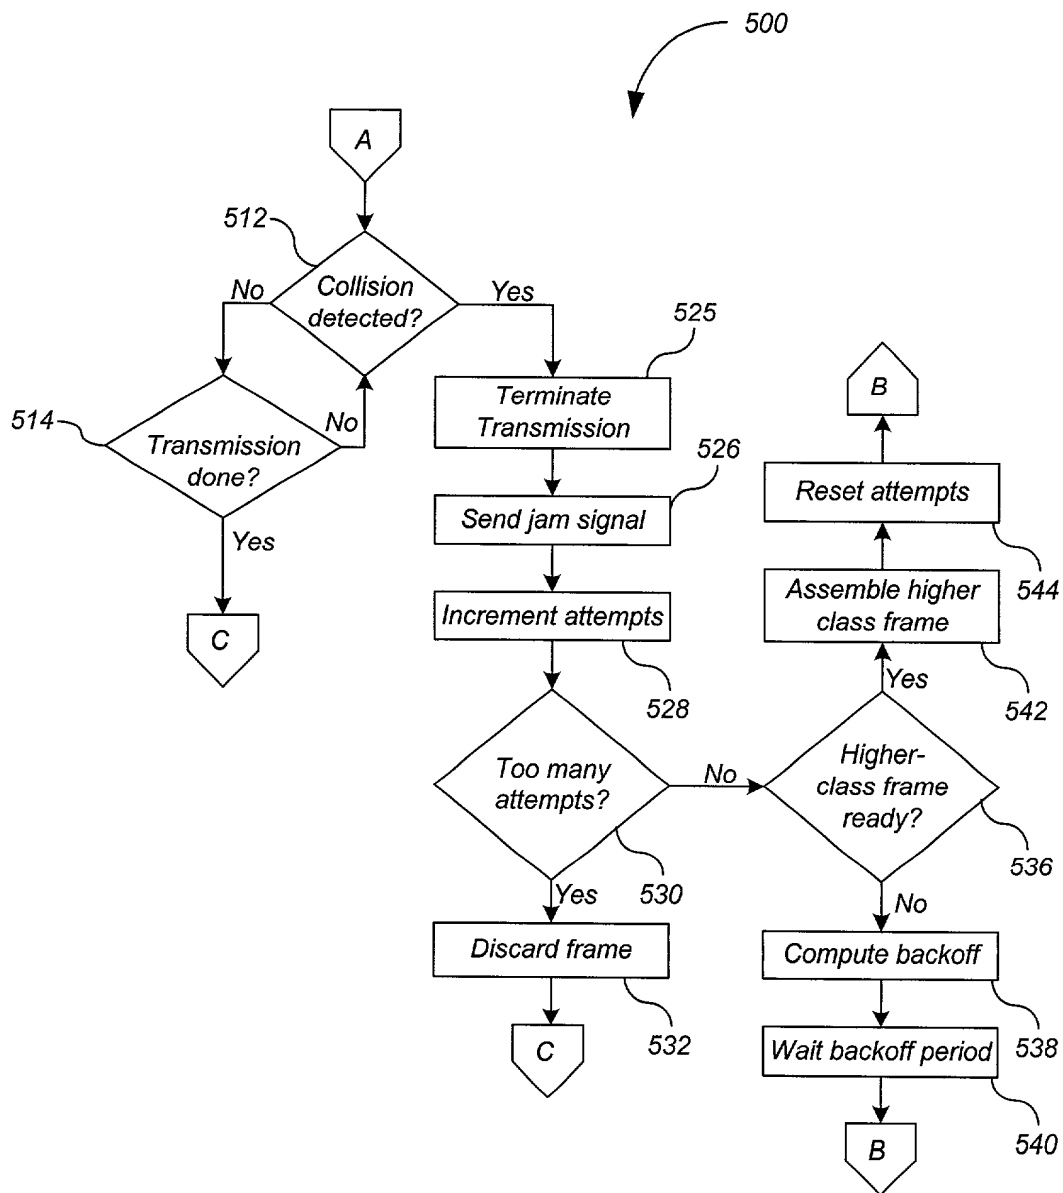 500
A
512
Collision
detected?
No
Yes
525
Terminate
Transmission
514
Transmission
done?
No
Yes
C
526
Send jam signal
Increment attempts
528
Too many
attempts?
No
530
Yes
Discard frame
532
C
B
Reset attempts
544
Assemble higher
class frame
542
Yes
Higher-
class frame
ready?
536
No
Compute backoff
538
Wait backoff period
540
B